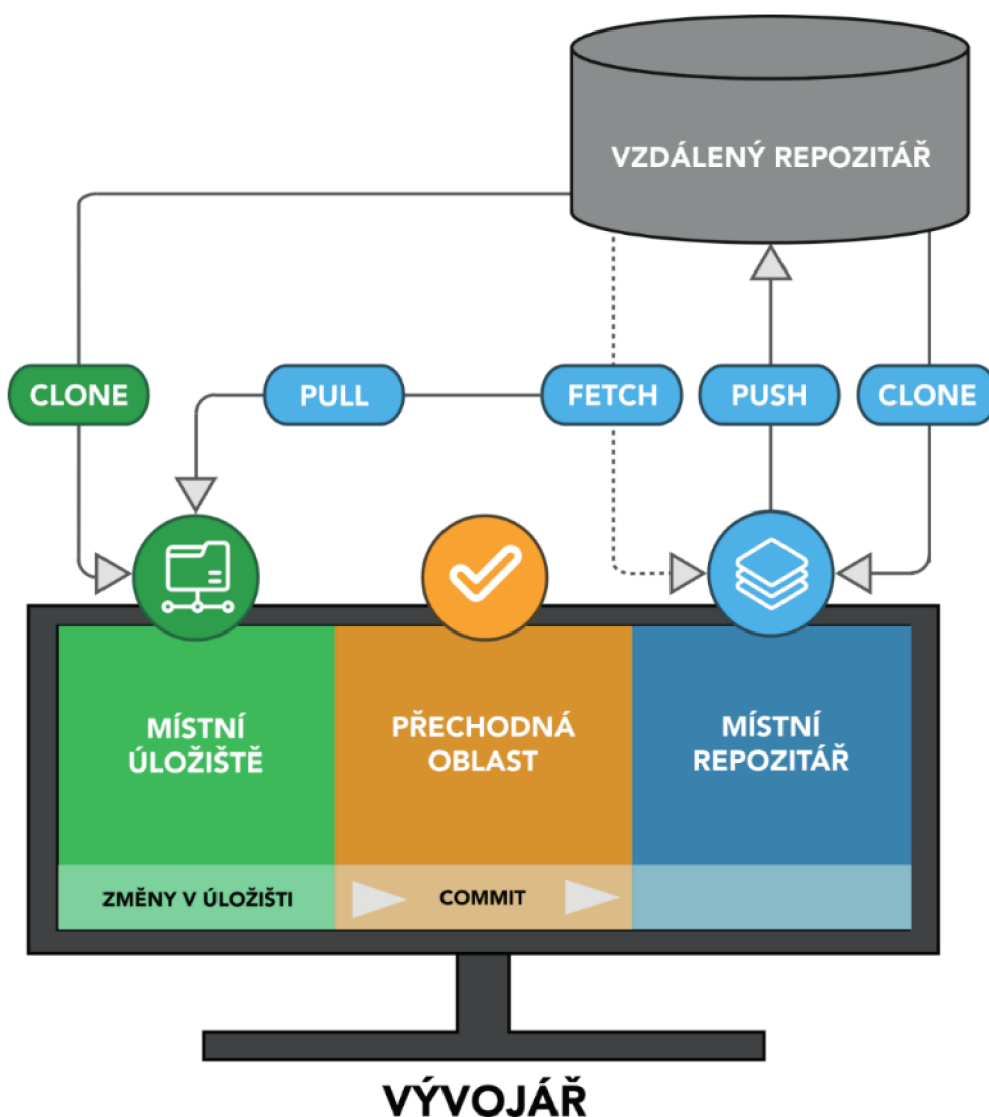 VZDÁLENÝ REPOZITÁŘ
CLONE
PULL
FETCH
PUSH
CLONE
MÍSTNÍ
ÚLOŽIŠTĚ
PŘECHODNÁ
OBLAST
MÍSTNÍ
REPOZITÁŘ
ZMĚNY V ÚLOŽIŠTI
COMMIT
VÝVOJÁŘ